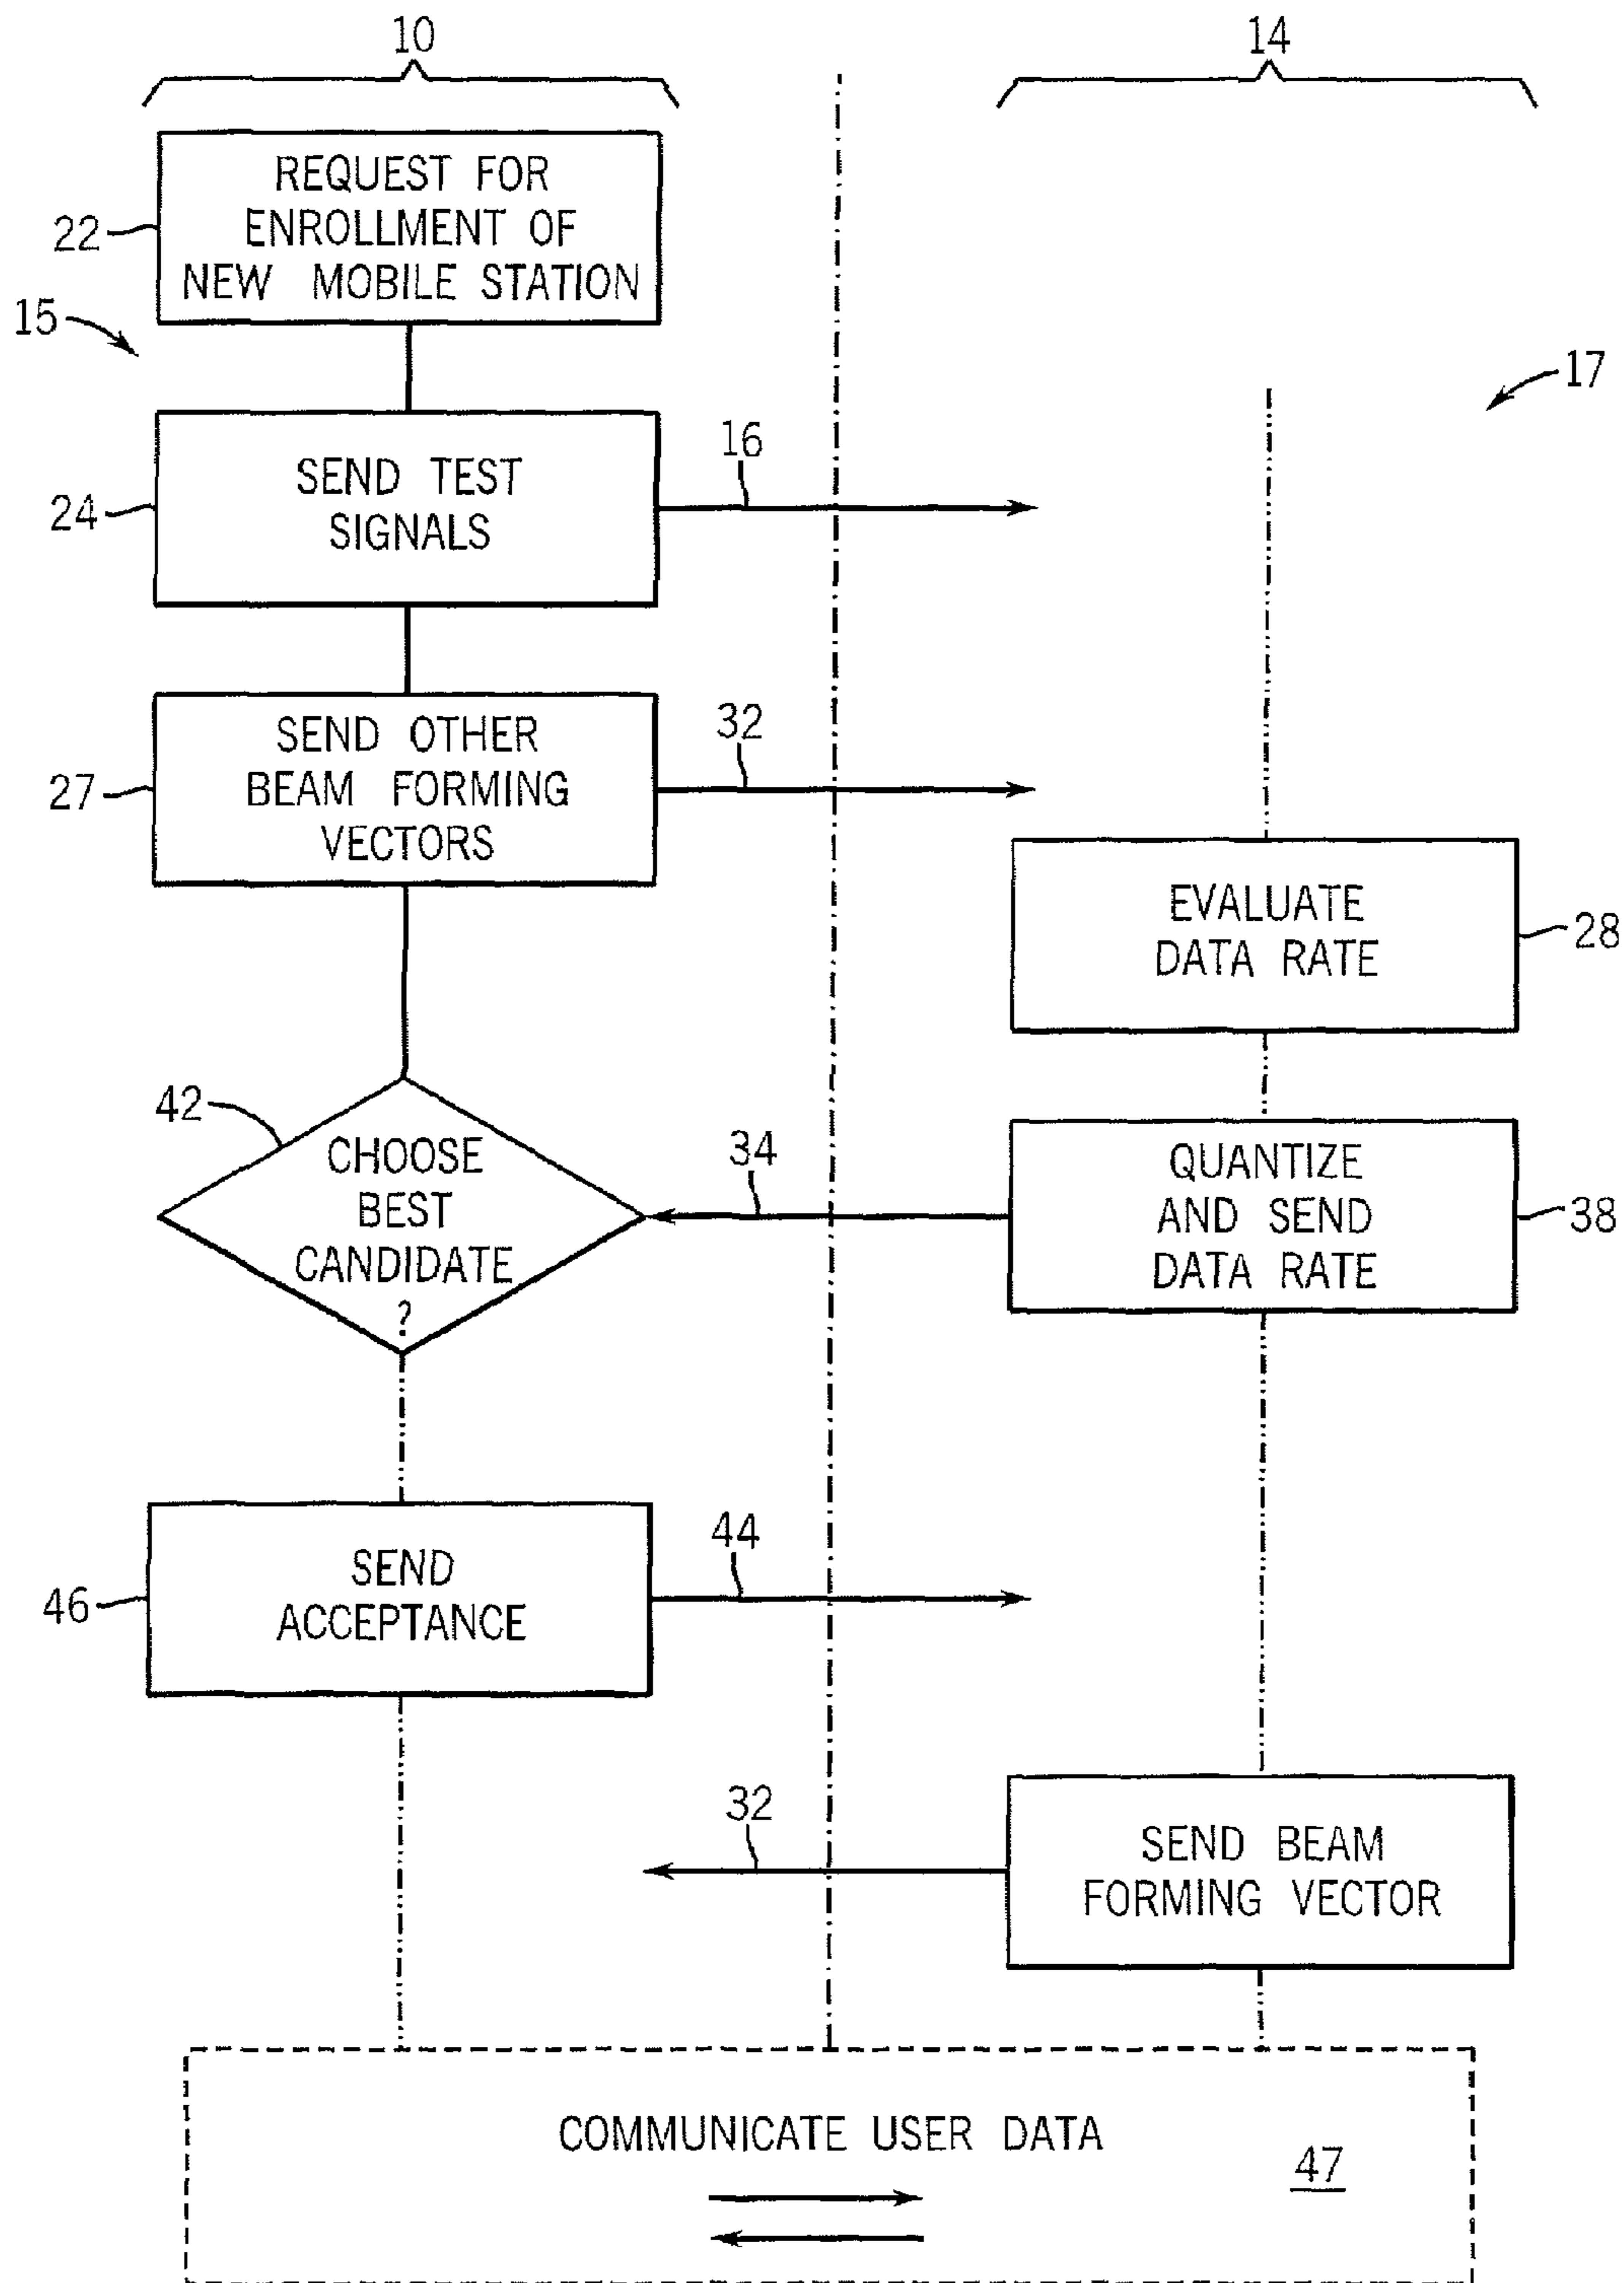 10
14
REQUEST FOR
ENROLLMENT OF
NEW MOBILE STATION
22
15
17
SEND TEST
SIGNALS
24
16
SEND OTHER
BEAM FORMING
VECTORS
27
32
EVALUATE
DATA RATE
28
42
CHOOSE
BEST
CANDIDATE
?
34
QUANTIZE
AND SEND
DATA RATE
38
SEND
ACCEPTANCE
46
44
32
SEND BEAM
FORMING VECTOR
COMMUNICATE USER DATA
47